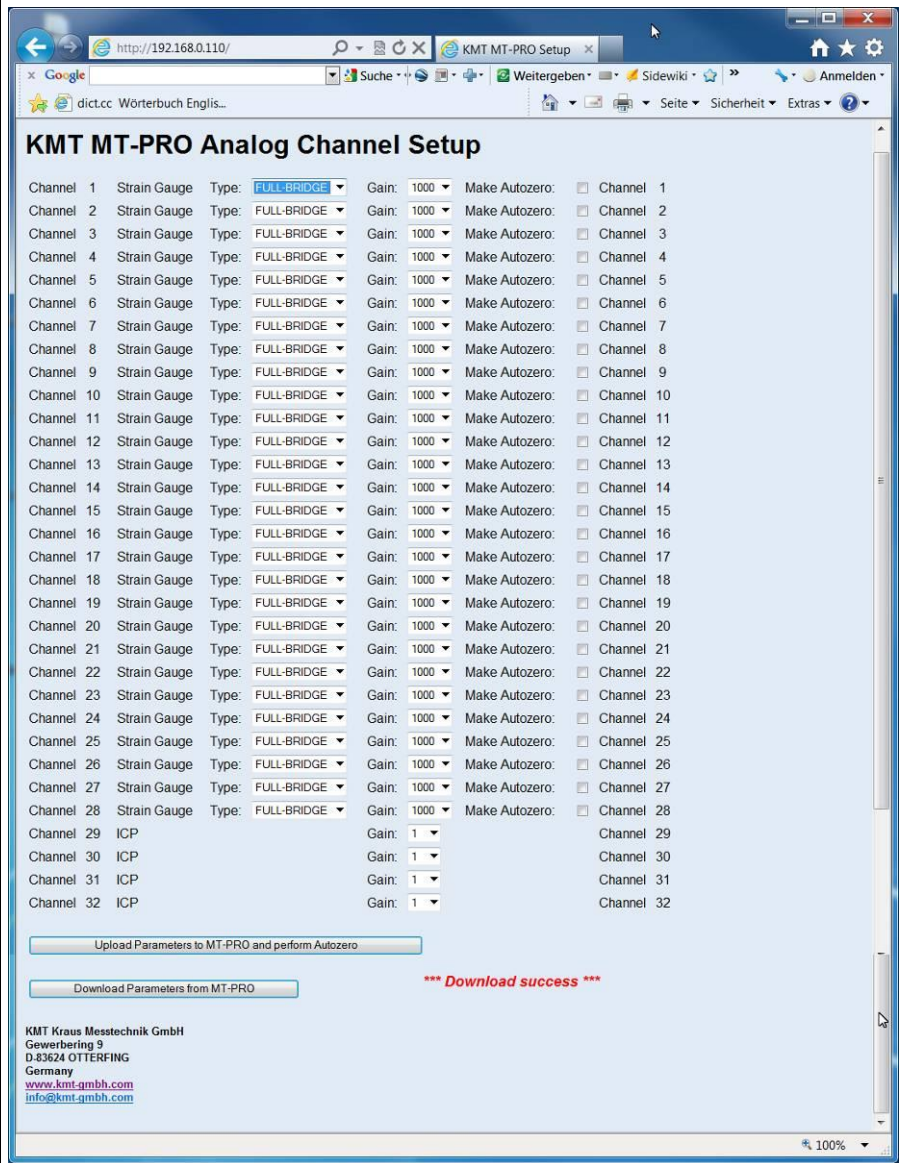 http://192.168.0.110/
KMT MT-PRO Setup
Google
Suche
Weitergeben
Sidewiki
»
Anmelden
dict.cc Wörterbuch Englis...
Seite
Sicherheit
Extras
KMT MT-PRO Analog Channel Setup
Channel 1 Strain Gauge Type: FULL-BRIDGE Gain: 1000 Make Autozero: Channel 1
Channel 2 Strain Gauge Type: FULL-BRIDGE Gain: 1000 Make Autozero: Channel 2
Channel 3 Strain Gauge Type: FULL-BRIDGE Gain: 1000 Make Autozero: Channel 3
Channel 4 Strain Gauge Type: FULL-BRIDGE Gain: 1000 Make Autozero: Channel 4
Channel 5 Strain Gauge Type: FULL-BRIDGE Gain: 1000 Make Autozero: Channel 5
Channel 6 Strain Gauge Type: FULL-BRIDGE Gain: 1000 Make Autozero: Channel 6
Channel 7 Strain Gauge Type: FULL-BRIDGE Gain: 1000 Make Autozero: Channel 7
Channel 8 Strain Gauge Type: FULL-BRIDGE Gain: 1000 Make Autozero: Channel 8
Channel 9 Strain Gauge Type: FULL-BRIDGE Gain: 1000 Make Autozero: Channel 9
Channel 10 Strain Gauge Type: FULL-BRIDGE Gain: 1000 Make Autozero: Channel 10
Channel 11 Strain Gauge Type: FULL-BRIDGE Gain: 1000 Make Autozero: Channel 11
Channel 12 Strain Gauge Type: FULL-BRIDGE Gain: 1000 Make Autozero: Channel 12
Channel 13 Strain Gauge Type: FULL-BRIDGE Gain: 1000 Make Autozero: Channel 13
Channel 14 Strain Gauge Type: FULL-BRIDGE Gain: 1000 Make Autozero: Channel 14
Channel 15 Strain Gauge Type: FULL-BRIDGE Gain: 1000 Make Autozero: Channel 15
Channel 16 Strain Gauge Type: FULL-BRIDGE Gain: 1000 Make Autozero: Channel 16
Channel 17 Strain Gauge Type: FULL-BRIDGE Gain: 1000 Make Autozero: Channel 17
Channel 18 Strain Gauge Type: FULL-BRIDGE Gain: 1000 Make Autozero: Channel 18
Channel 19 Strain Gauge Type: FULL-BRIDGE Gain: 1000 Make Autozero: Channel 19
Channel 20 Strain Gauge Type: FULL-BRIDGE Gain: 1000 Make Autozero: Channel 20
Channel 21 Strain Gauge Type: FULL-BRIDGE Gain: 1000 Make Autozero: Channel 21
Channel 22 Strain Gauge Type: FULL-BRIDGE Gain: 1000 Make Autozero: Channel 22
Channel 23 Strain Gauge Type: FULL-BRIDGE Gain: 1000 Make Autozero: Channel 23
Channel 24 Strain Gauge Type: FULL-BRIDGE Gain: 1000 Make Autozero: Channel 24
Channel 25 Strain Gauge Type: FULL-BRIDGE Gain: 1000 Make Autozero: Channel 25
Channel 26 Strain Gauge Type: FULL-BRIDGE Gain: 1000 Make Autozero: Channel 26
Channel 27 Strain Gauge Type: FULL-BRIDGE Gain: 1000 Make Autozero: Channel 27
Channel 28 Strain Gauge Type: FULL-BRIDGE Gain: 1000 Make Autozero: Channel 28
Channel 29 ICP Gain: 1 Channel 29
Channel 30 ICP Gain: 1 Channel 30
Channel 31 ICP Gain: 1 Channel 31
Channel 32 ICP Gain: 1 Channel 32
Upload Parameters to MT-PRO and perform Autozero
Download Parameters from MT-PRO
*** Download success ***
KMT Kraus Messtechnik GmbH
Gewerbering 9
D-83624 OTTERFING
Germany
www.kmt-gmbh.com
info@kmt-gmbh.com
100%